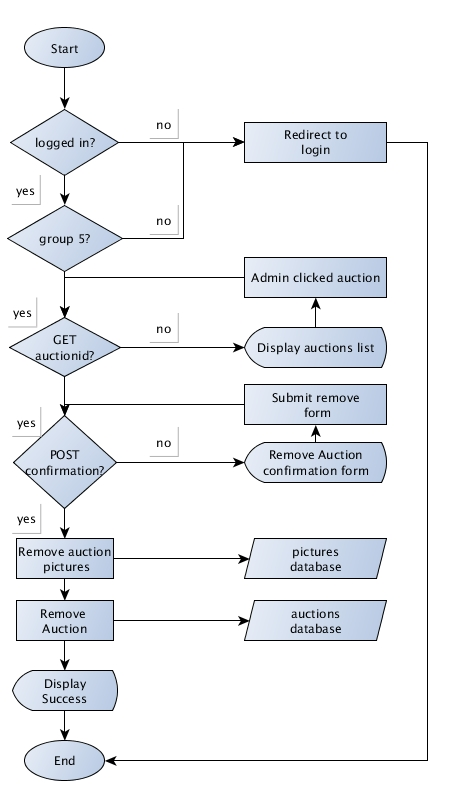 Start
no
logged in?
Redirect to
login
yes
no
group 5?
Admin clicked auction
yes
no
GET
auctionid?
Display auctions list
Submit remove
form
yes
no
POST
confirmation?
Remove Auction
confirmation form
yes
Remove auction
pictures
pictures
database
Remove
Auction
auctions
database
Display
Success
End